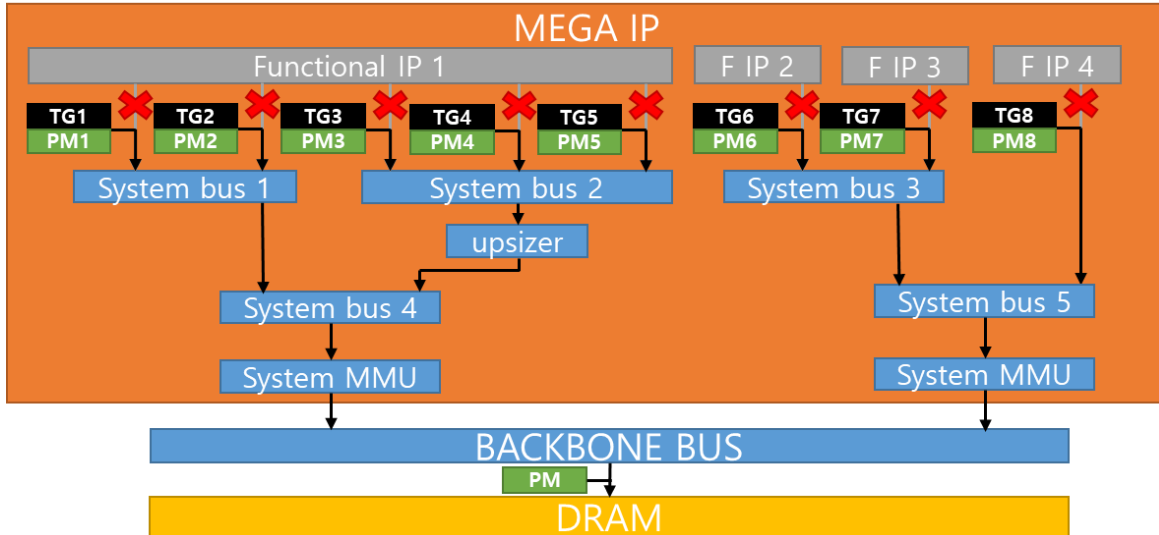 MEGA IP
Functional IP 1
F IP 2
F IP 3
F IP 4
TG1
TG2
TG3
TG4
TG5
TG6
TG7
TG8
PM1
PM2
PM3
PM4
PM5
PM6
PM7
PM8
System bus 1
System bus 2
System bus 3
upsizer
System bus 4
System bus 5
System MMU
System MMU
BACKBONE BUS
PM
DRAM